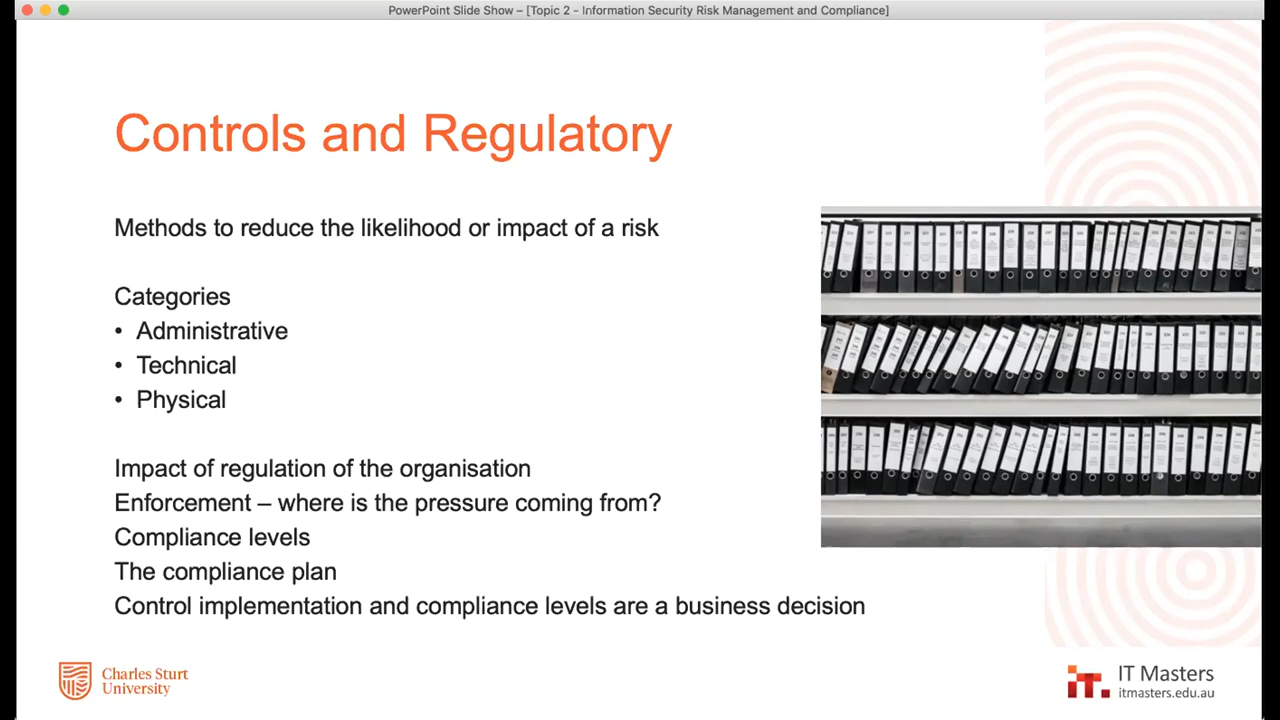 PowerPoint Slide Show – [Topic 2 - Information Security Risk Management and Compliance]
Controls and Regulatory
Methods to reduce the likelihood or impact of a risk
Categories
• Administrative
• Technical
• Physical
Impact of regulation of the organisation
Enforcement – where is the pressure coming from?
Compliance levels
The compliance plan
Control implementation and compliance levels are a business decision
Charles Sturt
University
it.
IT Masters
itmasters.edu.au